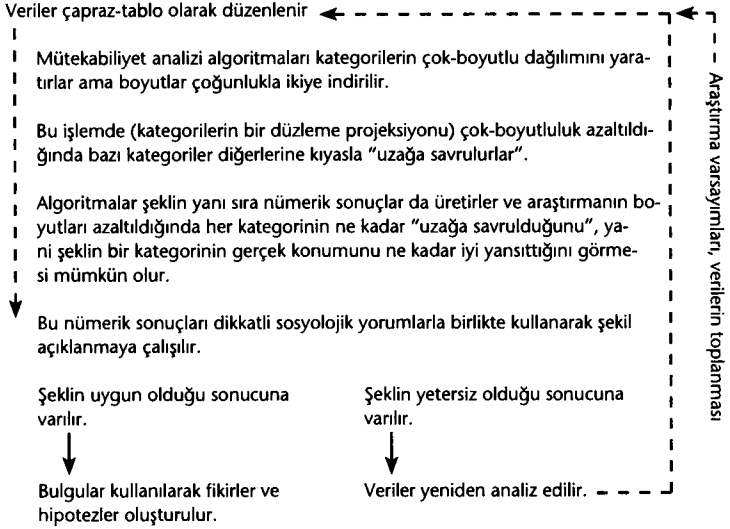 Veriler çapraz-tablo olarak düzenlenir
Mütekabiliyet analizi algoritmaları kategorilerin çok-boyutlu dağılımını yara-
tırlar ama boyutlar çoğunlukla ikiye indirilir.
Bu işlemde (kategorilerin bir düzleme projeksiyonu) çok-boyutluluk azaltıldı-
ğında bazı kategoriler diğerlerine kıyasla “uzağa savrulurlar”.
Algoritmalar şeklin yanı sıra nümerik sonuçlar da üretirler ve araştırmanın bo-
yutları azaltıldığında her kategorinin ne kadar “uzağa savrulduğunu”, ya-
ni şeklin bir kategorinin gerçek konumunu ne kadar iyi yansıttığını görme-
si mümkün olur.
Bu nümerik sonuçları dikkatli sosyolojik yorumlarla birlikte kullanarak şekil
açıklanmaya çalışılır.
Şeklin uygun olduğu sonucuna
varılır.
Bulgular kullanılarak fikirler ve
hipotezler oluşturulur.
Şeklin yetersiz olduğu sonucuna
varılır.
Veriler yeniden analiz edilir.
Araştırma varsayımları, verilerin toplanması